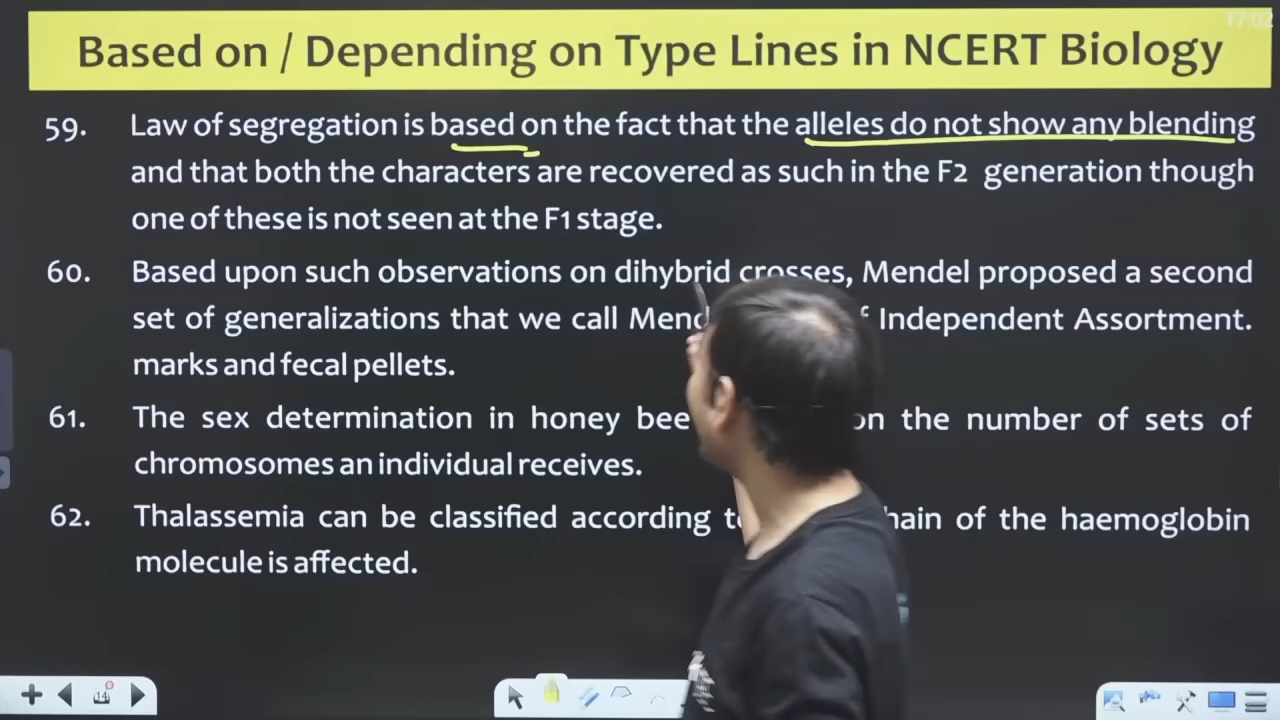 17:02
Based on / Depending on Type Lines in NCERT Biology
59. Law of segregation is based on the fact that the alleles do not show any blending
and that both the characters are recovered as such in the F2 generation though
one of these is not seen at the F1 stage.
60. Based upon such observations on dihybrid crosses, Mendel proposed a second
set of generalizations that we call Independent Assortment.
marks and fecal pellets.
61. The sex determination in honey bee on the number of sets of
chromosomes an individual receives.
62. Thalassemia can be classified according of the haemoglobin
molecule is affected.
14